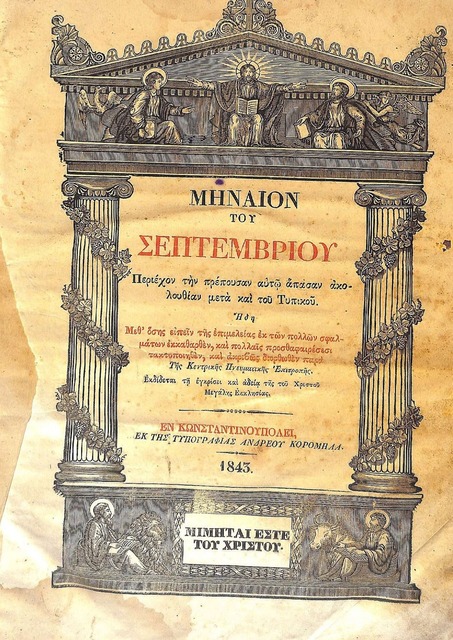 ΜΗΝΑΙΟΝ
ΤΟΥ
ΣΕΠΤΕΜΒΡΙΟΥ
Περιέχον τὴν πρέπουσαν αὐτῷ ἅπασαν ἀκο-
λουθίαν μετὰ καὶ τοῦ Τυπικοῦ.
Ἤδη
Μεθ' ὅσης εἰπεῖν τῆς ἐπιμελείας ἐκ τῶν πολλῶν σφαλ-
μάτων ἐκκαθαρθὲν, καὶ πολλαῖς προσθαφαιρέσεσι
τακτοποιηθὲν, καὶ ἀκριβῶς διορθωθὲν παρὰ
Τῆς Κεντρικῆς Πνευματικῆς Ἐπιτροπῆς.
Ἐκδίδεται τῇ ἐγκρίσει καὶ ἀδείᾳ τῆς τοῦ Χριστοῦ
Μεγάλης Ἐκκλησίας.
ΕΝ ΚΩΝΣΤΑΝΤΙΝΟΥΠΟΛΕΙ,
ΕΚ ΤΗΣ ΤΥΠΟΓΡΑΦΙΑΣ ΑΝΔΡΕΟΥ ΚΟΡΟΜΗΛΑ.
1843.
ΜΙΜΗΤΑΙ ΕΣΤΕ
ΤΟΥ ΧΡΙΣΤΟΥ.